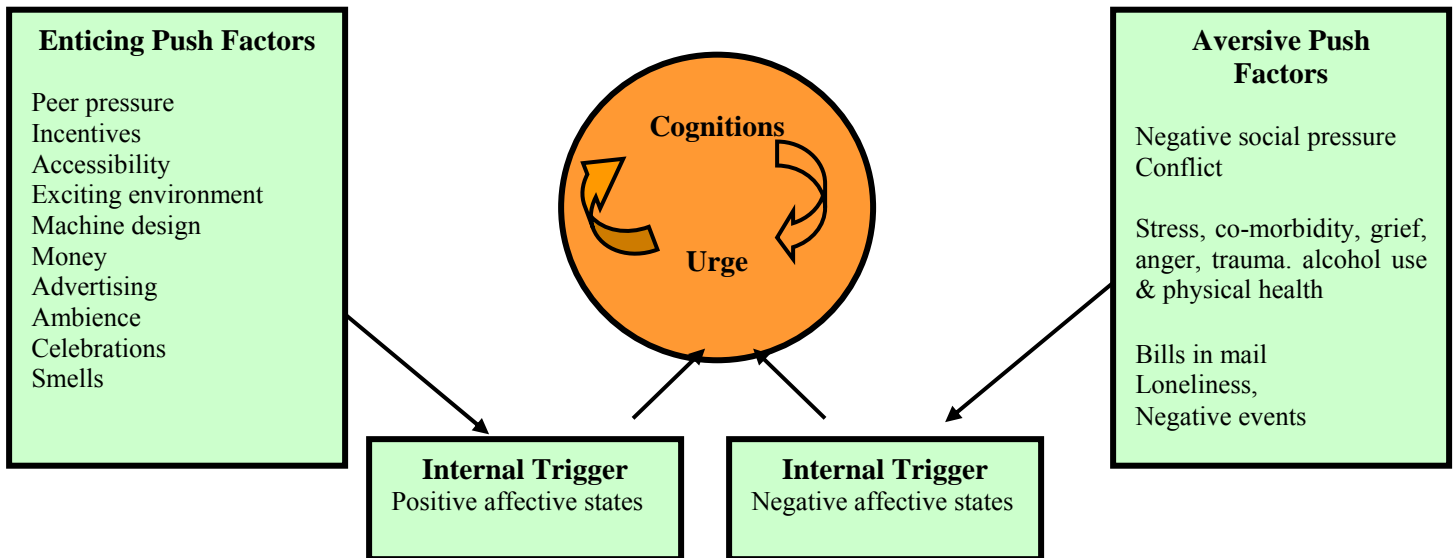 Enticing Push Factors
Peer pressure
Incentives
Accessibility
Exciting environment
Machine design
Money
Advertising
Ambience
Celebrations
Smells
Cognitions
Urge
Aversive Push
Factors
Negative social pressure
Conflict
Stress, co-morbidity, grief,
anger, trauma. alcohol use
& physical health
Bills in mail
Loneliness,
Negative events
Internal Trigger
Positive affective states
Internal Trigger
Negative affective states